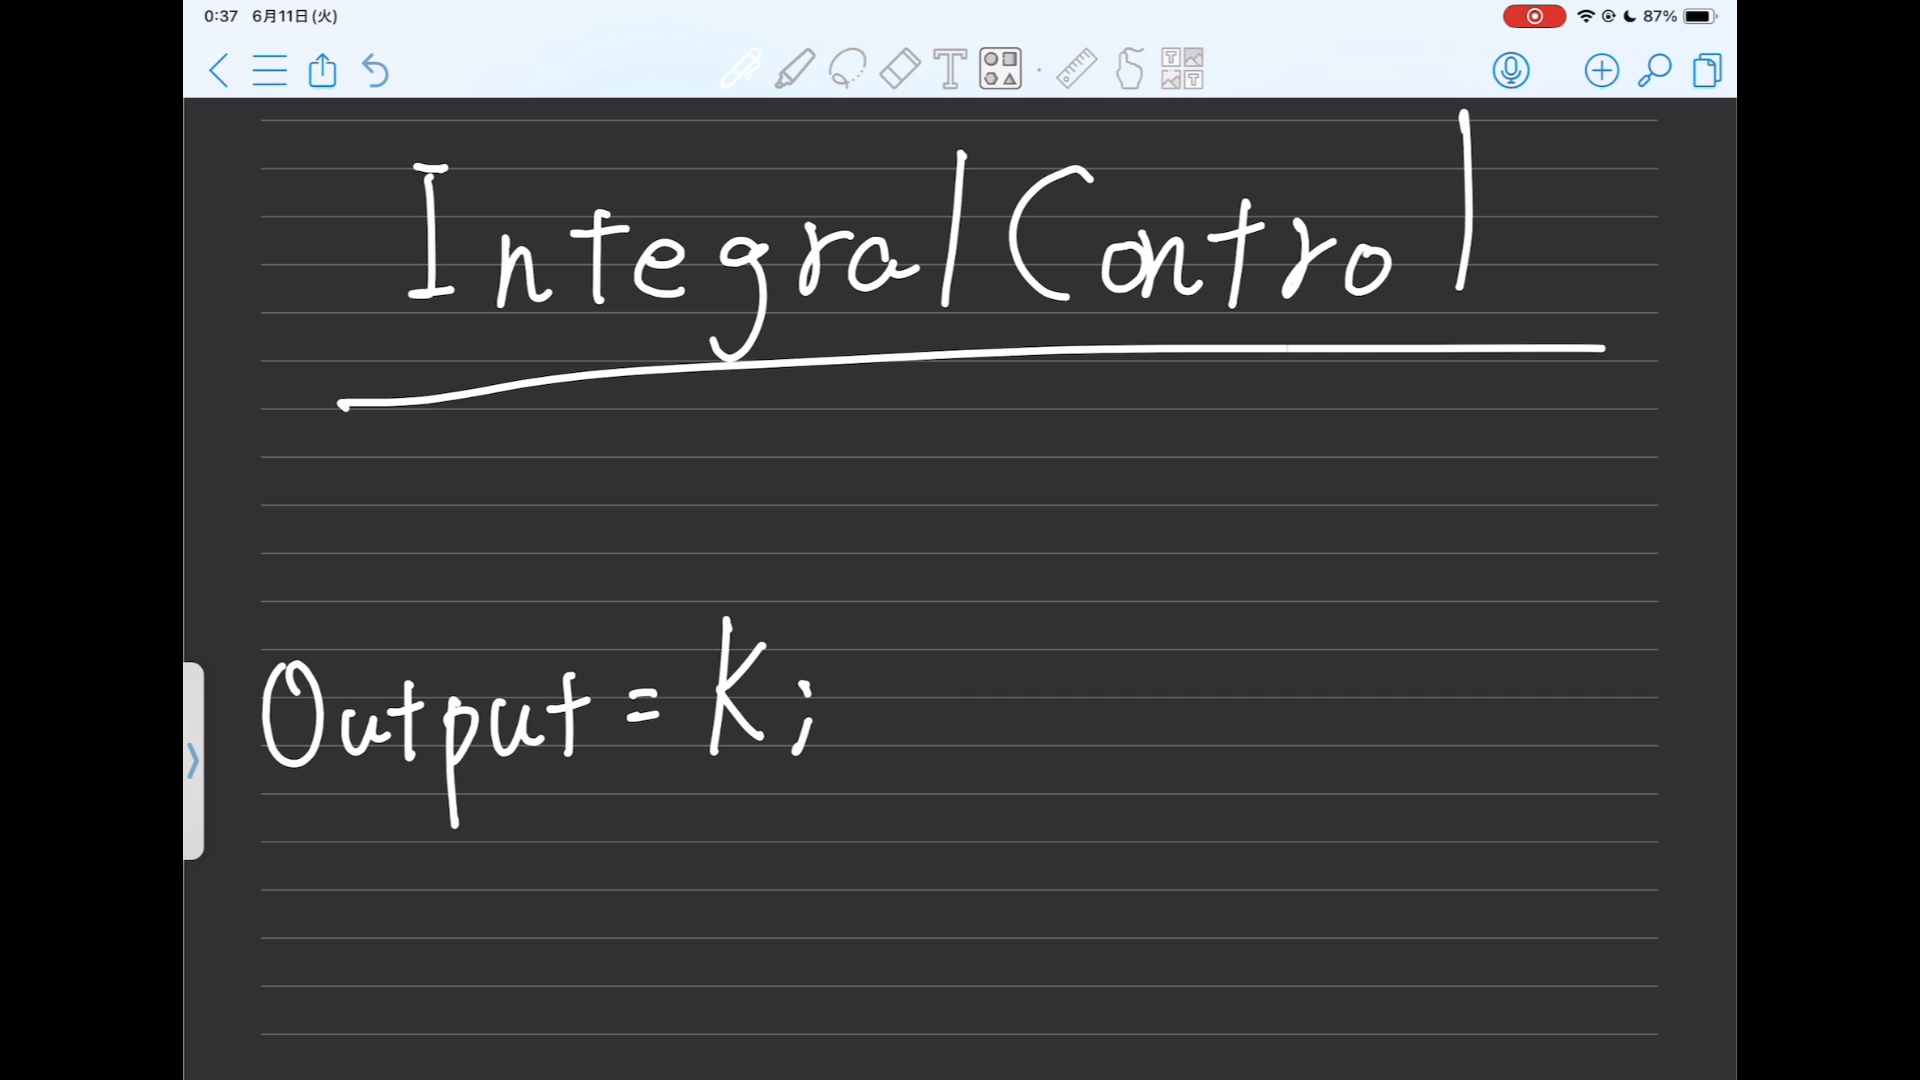 0:37 6月11日(火) 87%
Integral Control
Output = Ki